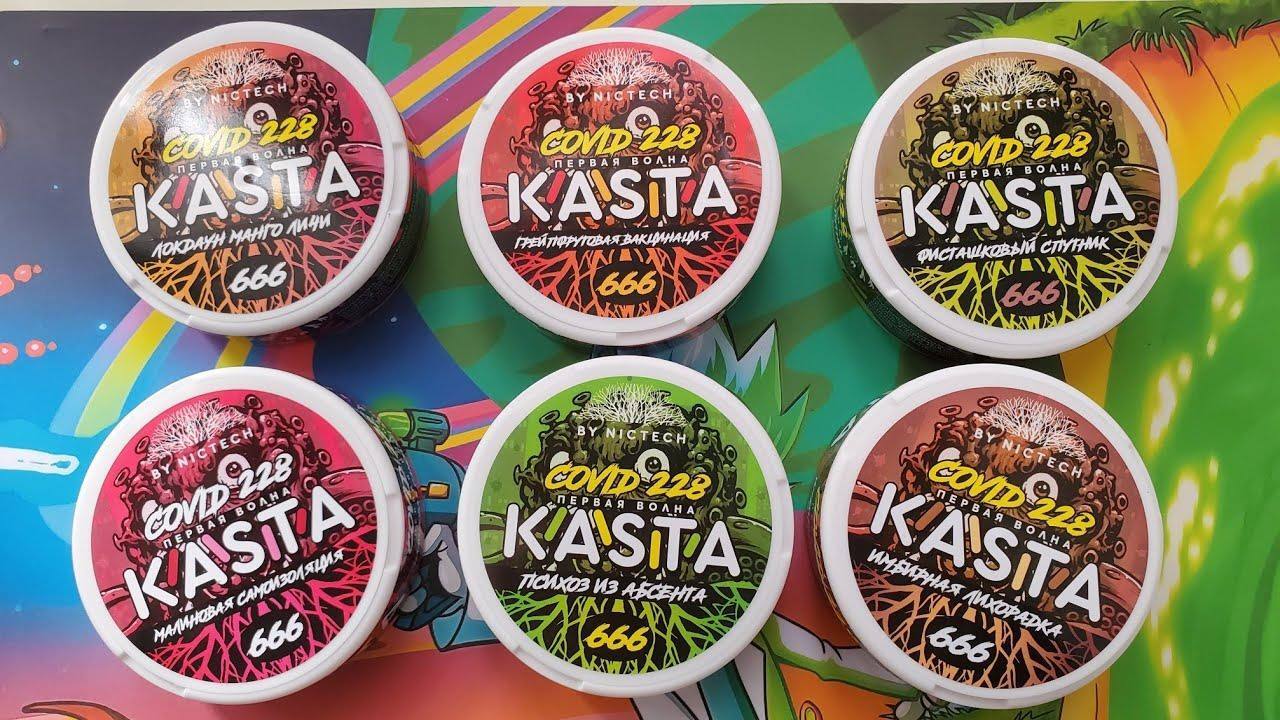 BY NICTECH
COVID 228
ПЕРВАЯ ВОЛНА
KASTA
ЛОКДАУН МАНГО ЛИЧИ
666
BY NICTECH
COVID 228
ПЕРВАЯ ВОЛНА
KASTA
ГРЕЙПФРУТОВАЯ ВАКЦИНАЦИЯ
666
BY NICTECH
COVID 228
ПЕРВАЯ ВОЛНА
KASTA
ФИСТАШКОВЫЙ СПУТНИК
666
BY NICTECH
COVID 228
ПЕРВАЯ ВОЛНА
KASTA
МАЛИНОВАЯ САМОИЗОЛЯЦИЯ
666
BY NICTECH
COVID 228
ПЕРВАЯ ВОЛНА
KASTA
ПСИХОЗ ИЗ АБСЕНТА
666
BY NICTECH
COVID 228
ПЕРВАЯ ВОЛНА
KASTA
ИМБИРНАЯ ЛИХОРАДКА
666